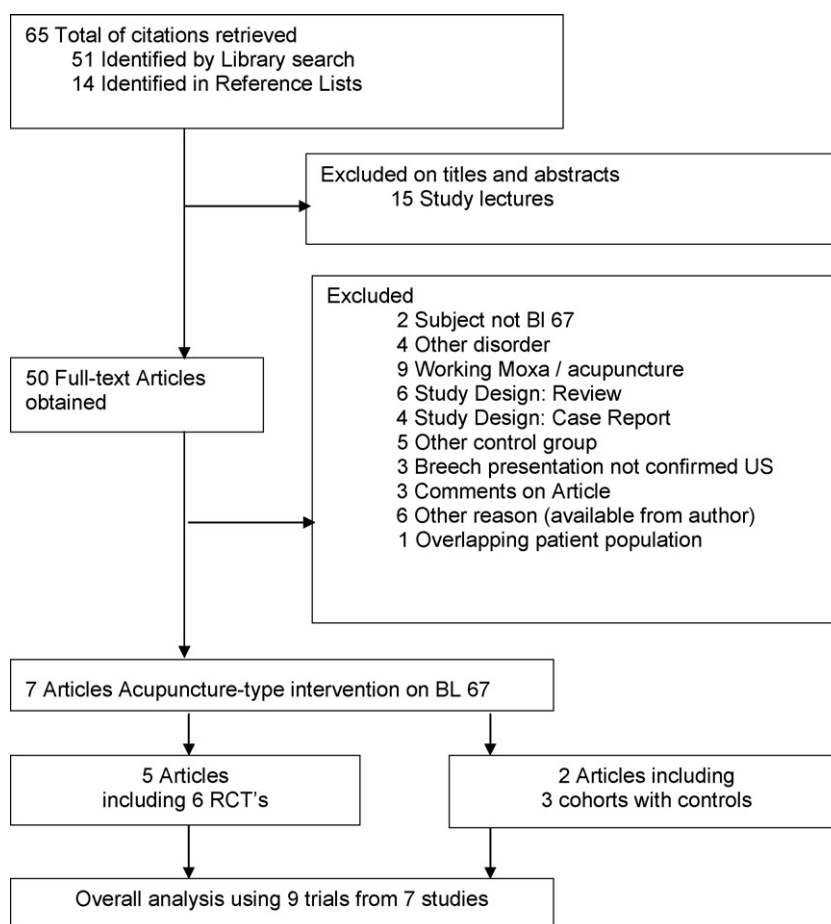 65 Total of citations retrieved
51 Identified by Library search
14 Identified in Reference Lists
Excluded on titles and abstracts
15 Study lectures
Excluded
2 Subject not Bl 67
4 Other disorder
9 Working Moxa / acupuncture
6 Study Design: Review
4 Study Design: Case Report
5 Other control group
3 Breech presentation not confirmed US
3 Comments on Article
6 Other reason (available from author)
1 Overlapping patient population
50 Full-text Articles
obtained
7 Articles Acupuncture-type intervention on BL 67
5 Articles
including 6 RCT's
2 Articles including
3 cohorts with controls
Overall analysis using 9 trials from 7 studies